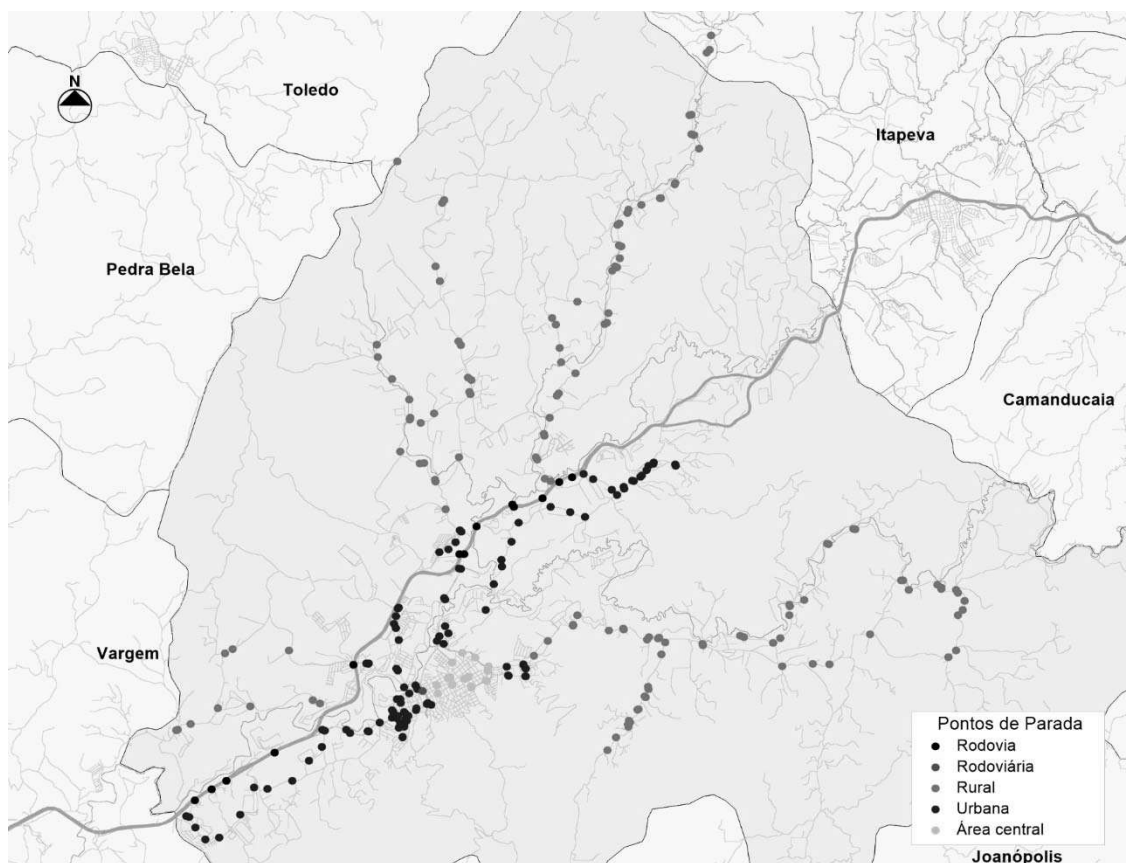 N
Toledo
Itapeva
Pedra Bela
Camanducaia
Vargem
Pontos de Parada
Rodovia
Rodoviária
Rural
Urbana
Área central
Joanópolis